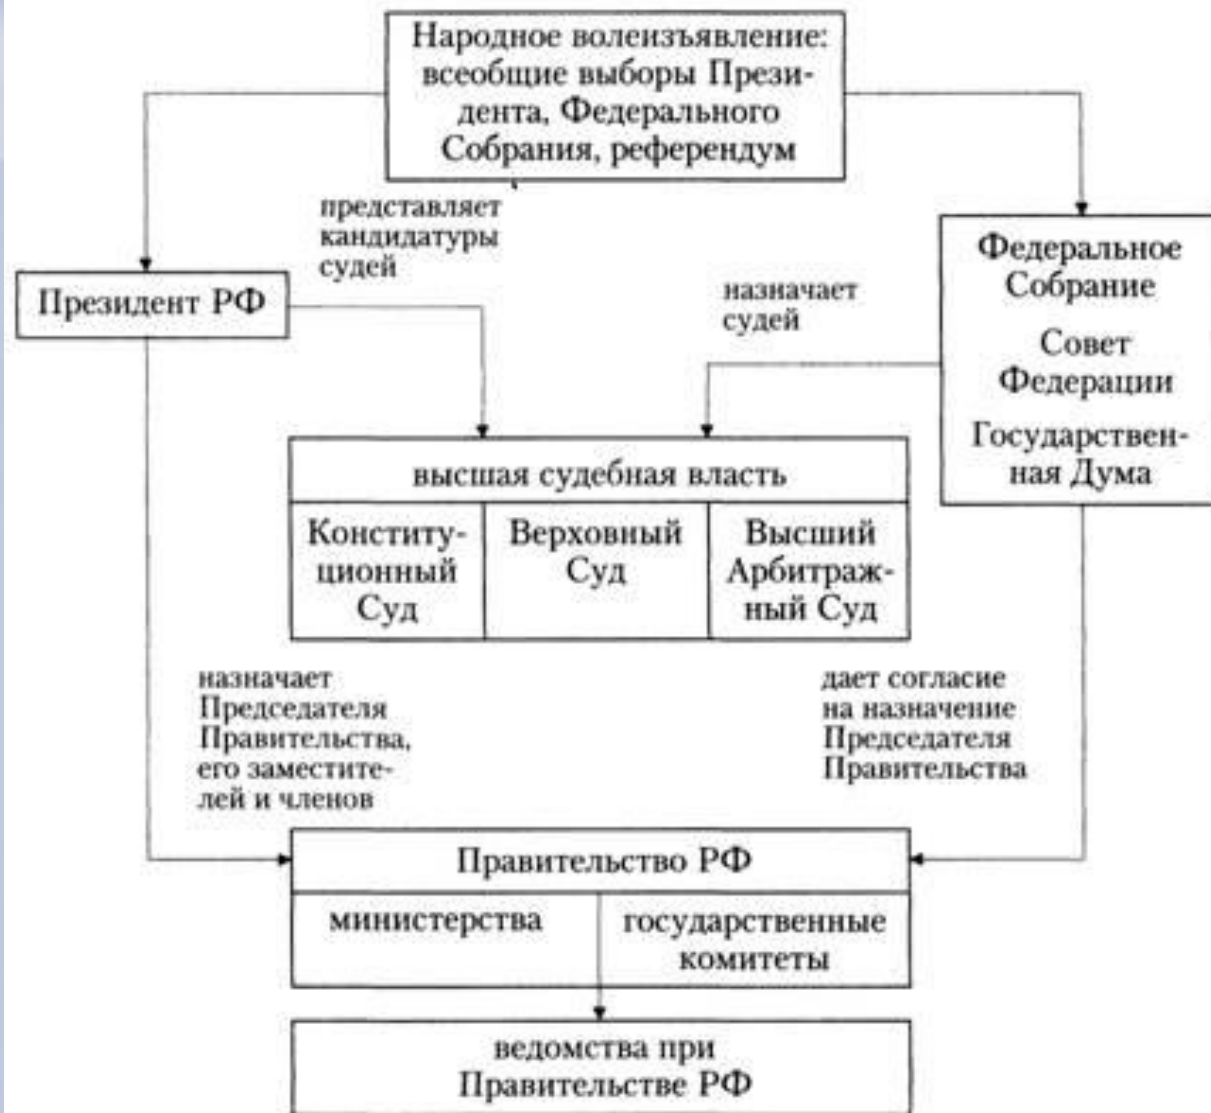 Народное волеизъявление:
всеобщие выборы Прези-
дента, Федерального
Собрания, референдум
представляет
кандидатуры
судей
Президент РФ
назначает
судей
Федеральное
Собрание
Совет
Федерации
Государствен-
ная Дума
высшая судебная власть
Конститу-
ционный
Суд
Верховный
Суд
Высший
Арбитраж-
ный Суд
назначает
Председателя
Правительства,
его заместите-
лей и членов
дает согласие
на назначение
Председателя
Правительства
Правительство РФ
министерства
государственные
комитеты
ведомства при
Правительстве РФ